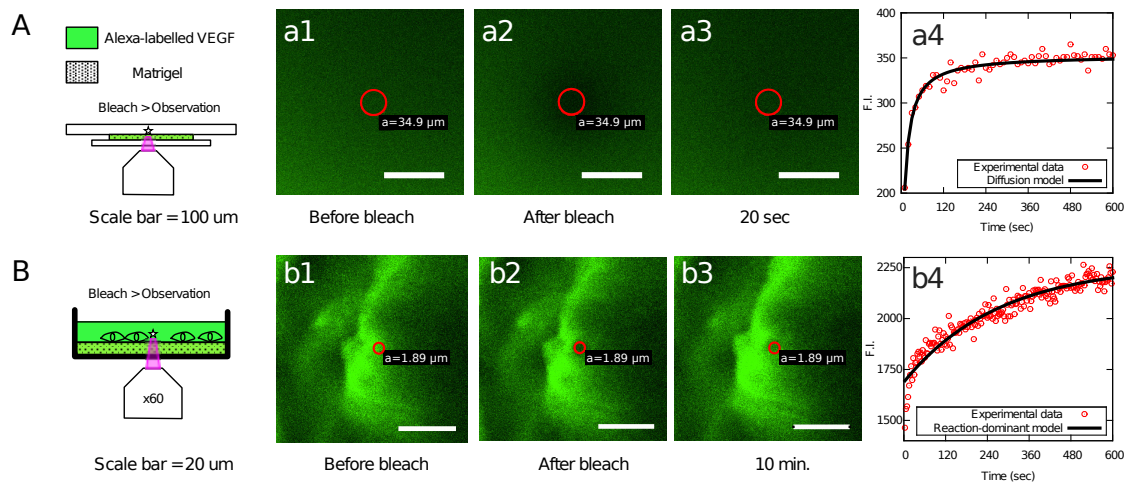 A
Alexa-labelled VEGF
Matrigel
Bleach > Observation
Scale bar = 100 um
a1
a=34.9 µm
Before bleach
a2
a=34.9 µm
After bleach
a3
a=34.9 µm
20 sec
a4
400
350
300
250
200
F.I.
Experimental data
Diffusion model
0 120 240 360 480 600
Time (sec)
B
Bleach > Observation
x60
Scale bar = 20 um
b1
a=1.89 µm
Before bleach
b2
a=1.89 µm
After bleach
b3
a=1.89 µm
10 min.
b4
2250
2000
1750
1500
F.I.
Experimental data
Reaction-dominant model
0 120 240 360 480 600
Time (sec)